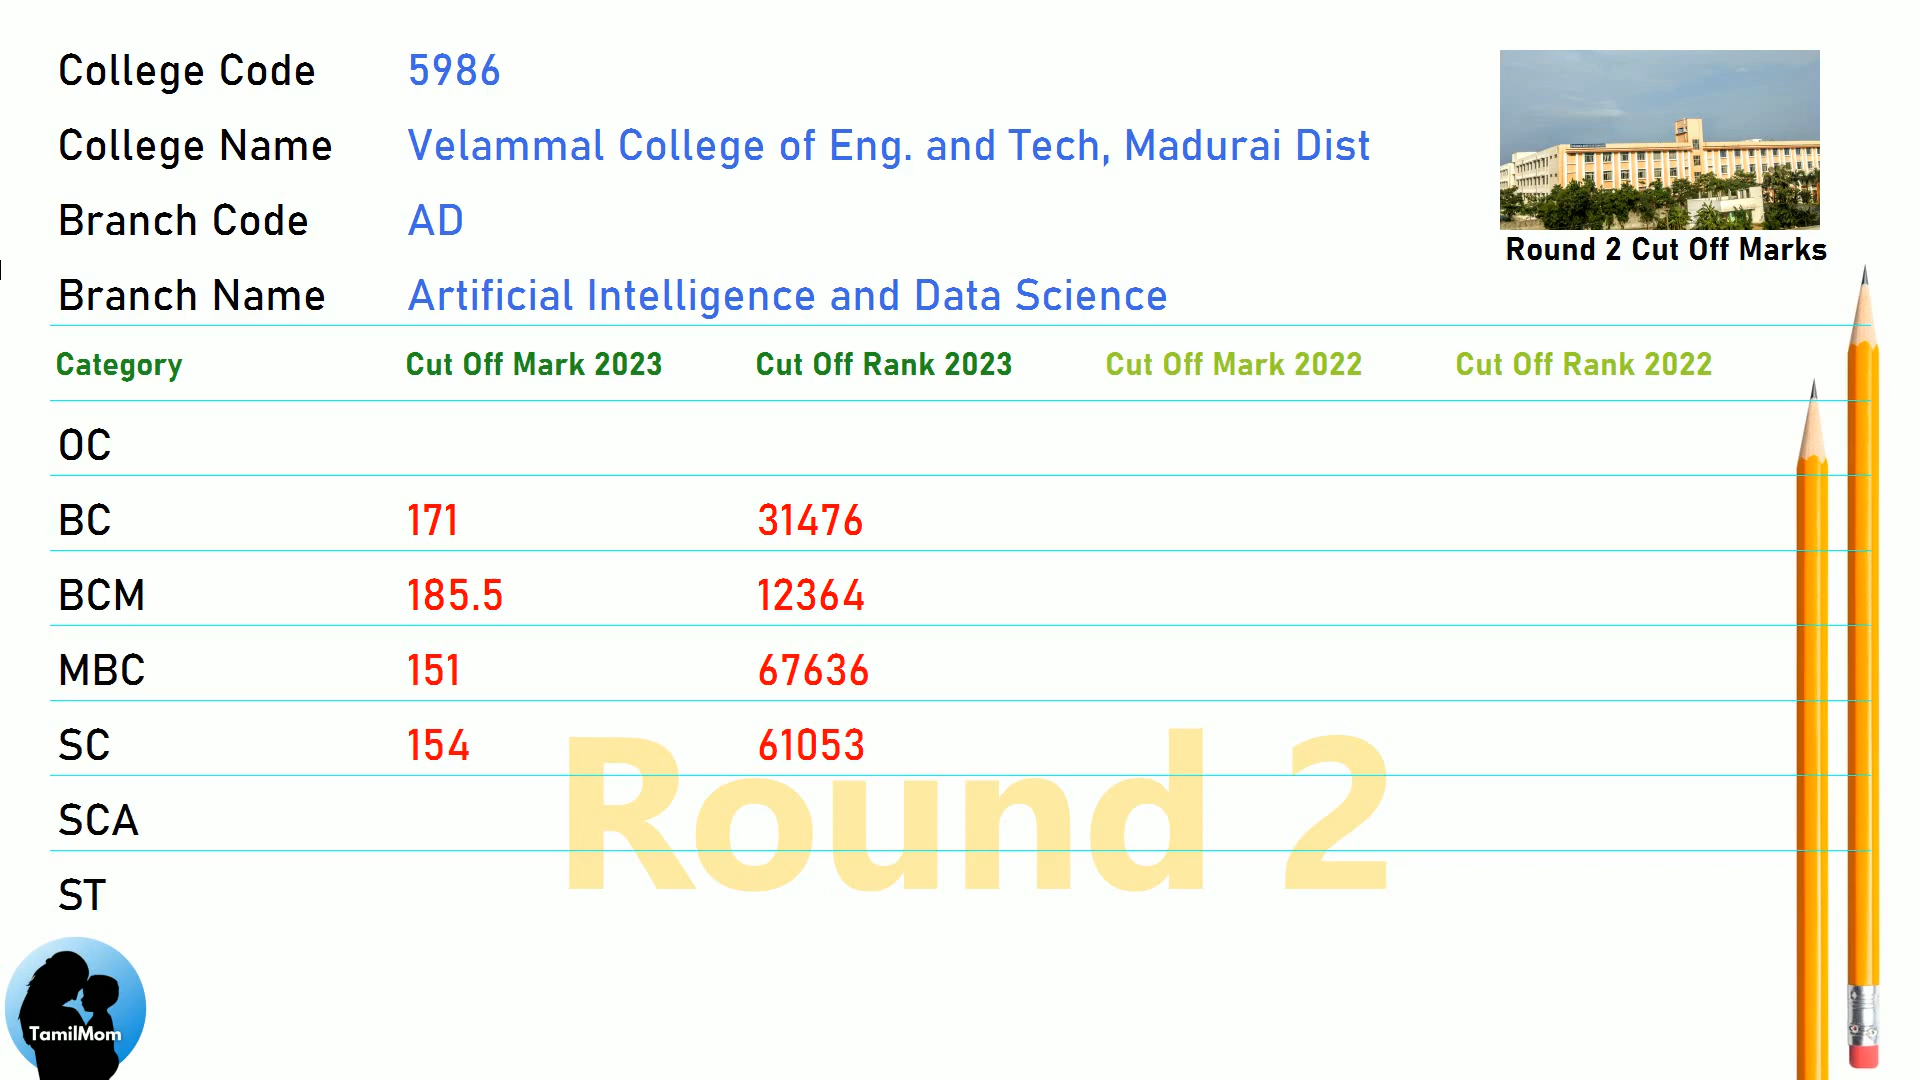 College Code 5986
College Name Velammal College of Eng. and Tech, Madurai Dist
Branch Code AD
Round 2 Cut Off Marks
Branch Name Artificial Intelligence and Data Science
Category Cut Off Mark 2023 Cut Off Rank 2023 Cut Off Mark 2022 Cut Off Rank 2022
OC
BC 171 31476
BCM 185.5 12364
MBC 151 67636
SC 154 61053
Round 2
SCA
ST
TamilMom